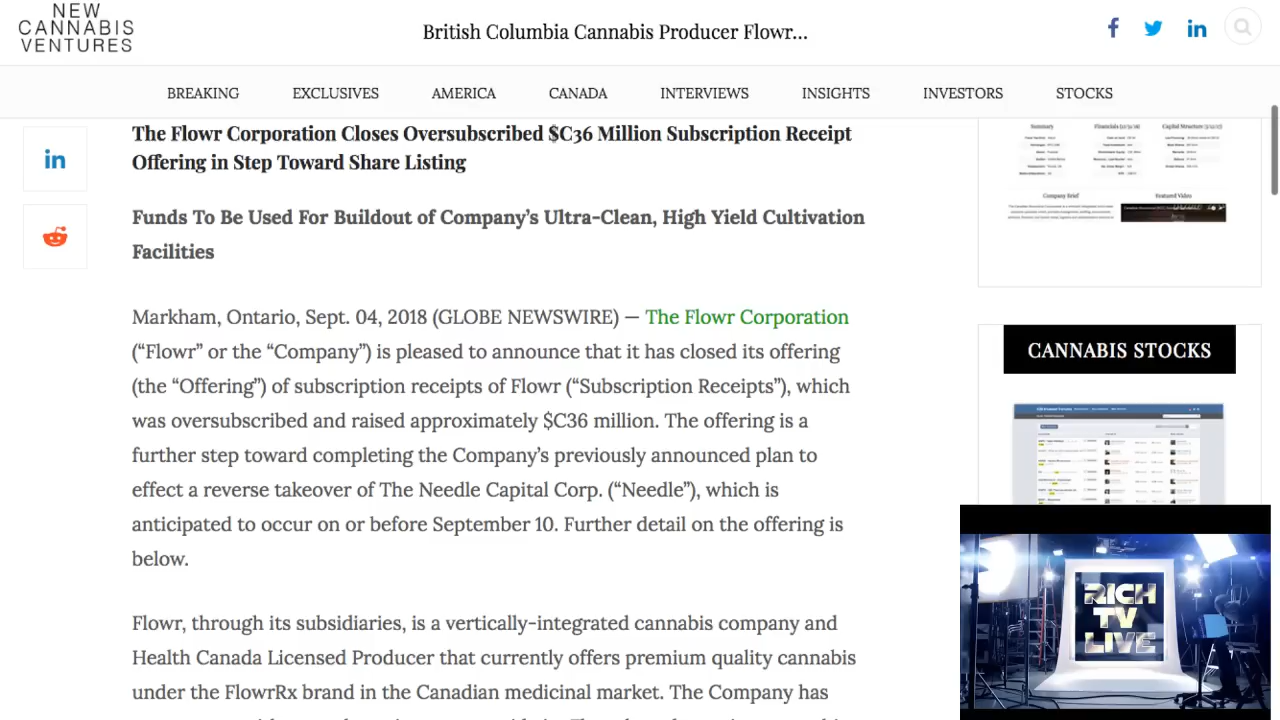 NEW
CANNABIS
VENTURES
British Columbia Cannabis Producer Flowr...
BREAKING
EXCLUSIVES
AMERICA
CANADA
INTERVIEWS
INSIGHTS
INVESTORS
STOCKS
The Flowr Corporation Closes Oversubscribed $C36 Million Subscription Receipt
Offering in Step Toward Share Listing
Funds To Be Used For Buildout of Company’s Ultra-Clean, High Yield Cultivation
Facilities
Markham, Ontario, Sept. 04, 2018 (GLOBE NEWSWIRE) — The Flowr Corporation
(“Flowr” or the “Company”) is pleased to announce that it has closed its offering
(the “Offering”) of subscription receipts of Flowr (“Subscription Receipts”), which
was oversubscribed and raised approximately $C36 million. The offering is a
further step toward completing the Company’s previously announced plan to
effect a reverse takeover of The Needle Capital Corp. (“Needle”), which is
anticipated to occur on or before September 10. Further detail on the offering is
below.
Flowr, through its subsidiaries, is a vertically-integrated cannabis company and
Health Canada Licensed Producer that currently offers premium quality cannabis
under the FlowrRx brand in the Canadian medicinal market. The Company has
Summary
Company Brief
Featured Video
CANNABIS STOCKS
RICH
TV
LIVE